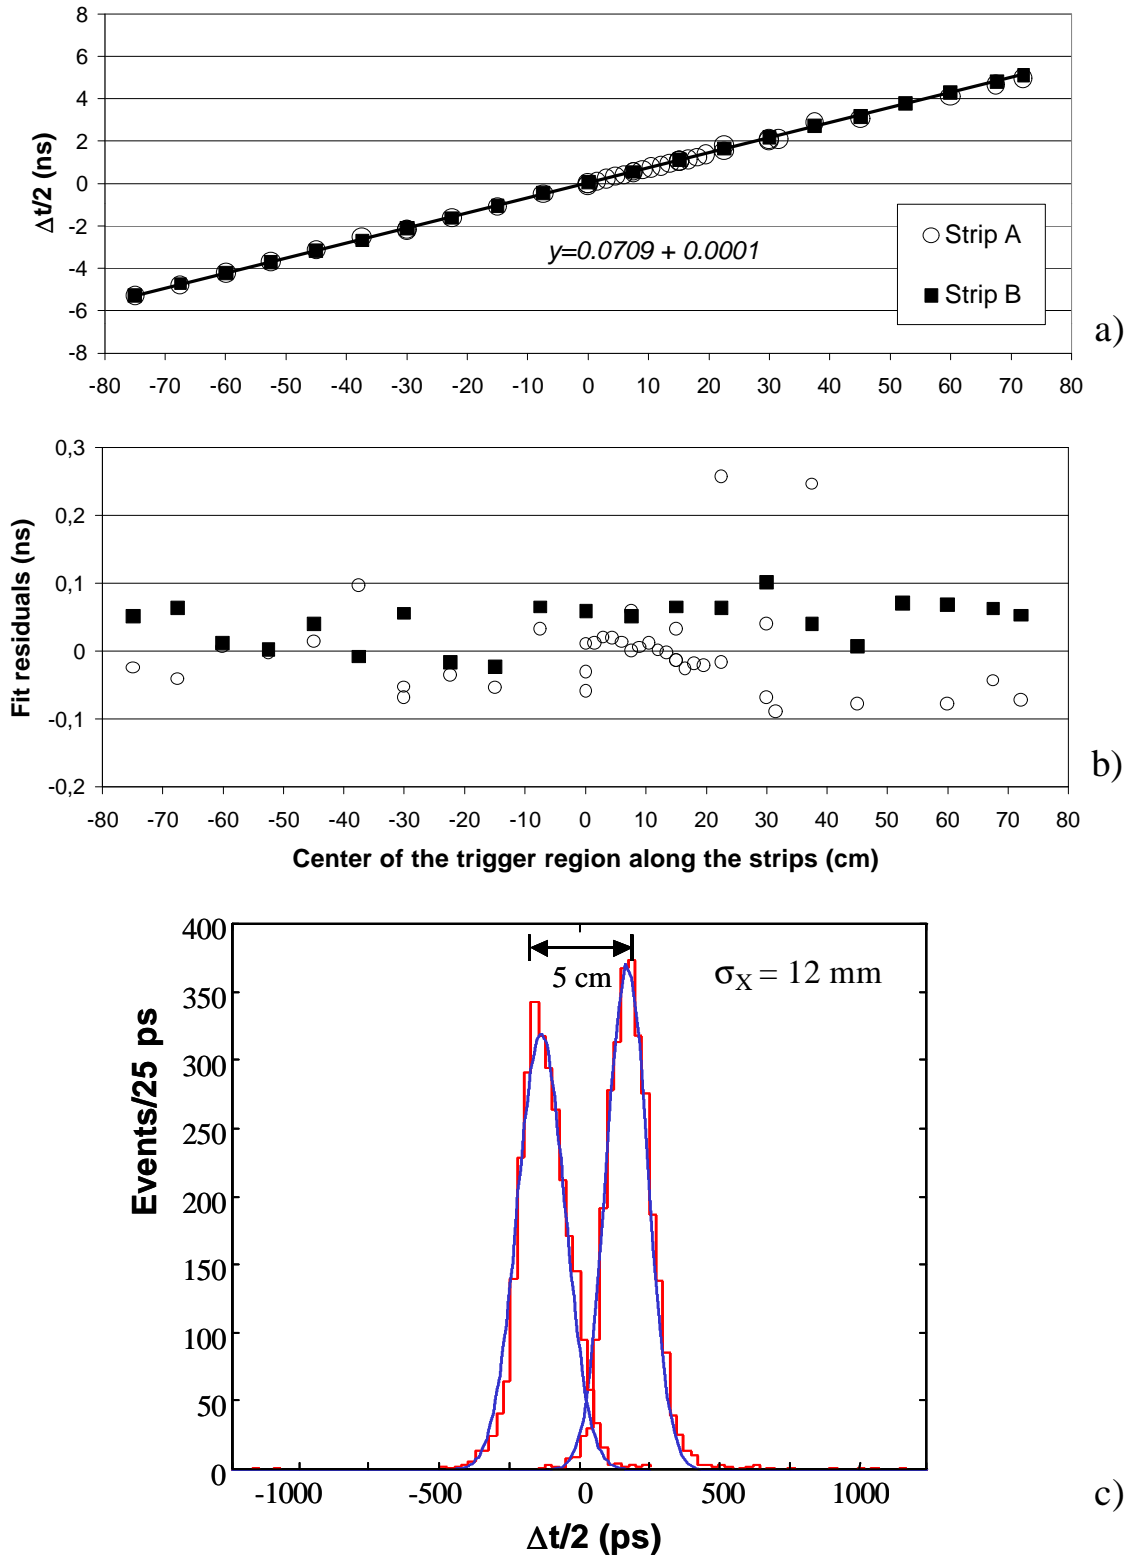 8
6
4
2
0
-2
-4
-6
-8
Δt/2 (ns)
y=0.0709 + 0.0001
Strip A
Strip B
a)
-80 -70 -60 -50 -40 -30 -20 -10 0 10 20 30 40 50 60 70 80
0,3
0,2
0,1
0
-0,1
-0,2
Fit residuals (ns)
b)
-80 -70 -60 -50 -40 -30 -20 -10 0 10 20 30 40 50 60 70 80
Center of the trigger region along the strips (cm)
400
350
300
250
200
150
100
50
0
Events/25 ps
5 cm
σX = 12 mm
-1000 -500 0 500 1000
c)
Δt/2 (ps)